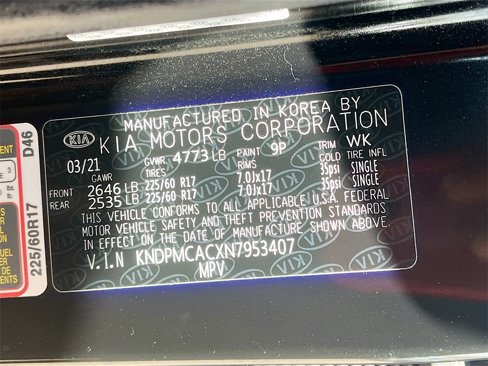 MANUFACTURED IN KOREA BY
KIA KIA MOTORS CORPORATION
03/21 GVWR 4773 LB PAINT 9P TRIM WK
GAWR TIRES RIMS COLD TIRE INFL
FRONT 2646 LB 225/60 R17 7.0Jx17 35psi SINGLE
REAR 2535 LB 225/60 R17 7.0Jx17 35psi SINGLE
THIS VEHICLE CONFORMS TO ALL APPLICABLE U.S.A. FEDERAL
MOTOR VEHICLE SAFETY AND THEFT PREVENTION STANDARDS
IN EFFECT ON THE DATE OF MANUFACTURE SHOWN ABOVE.
V.I.N KNDPMCACXN7953407
MPV
D46
225/60R17
3
lbs.